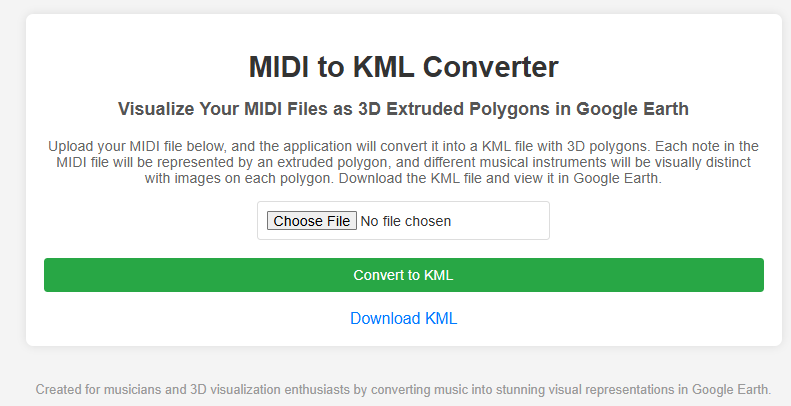 MIDI to KML Converter
Visualize Your MIDI Files as 3D Extruded Polygons in Google Earth
Upload your MIDI file below, and the application will convert it into a KML file with 3D polygons. Each note in the
MIDI file will be represented by an extruded polygon, and different musical instruments will be visually distinct
with images on each polygon. Download the KML file and view it in Google Earth.
Choose File No file chosen
Convert to KML
Download KML
Created for musicians and 3D visualization enthusiasts by converting music into stunning visual representations in Google Earth.